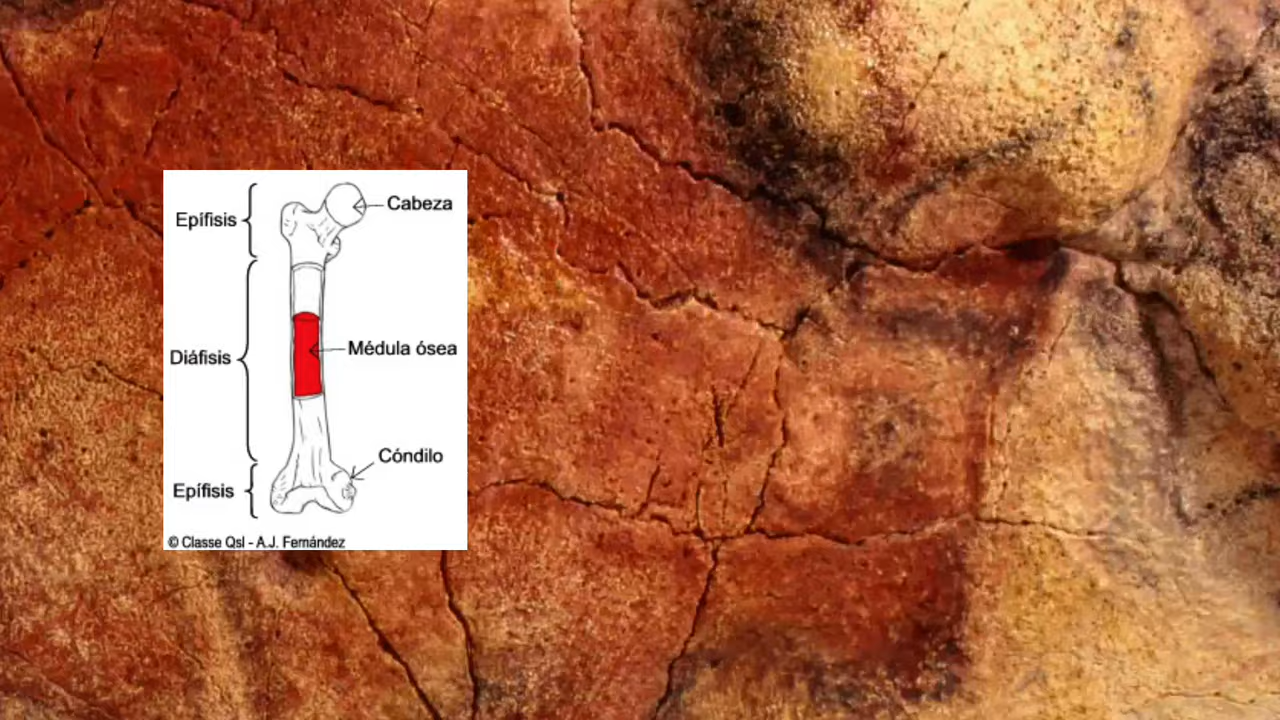 Epífisis
Cabeza
Diáfisis
Médula ósea
Cóndilo
Epífisis
© Classe Qsl - A.J. Fernández